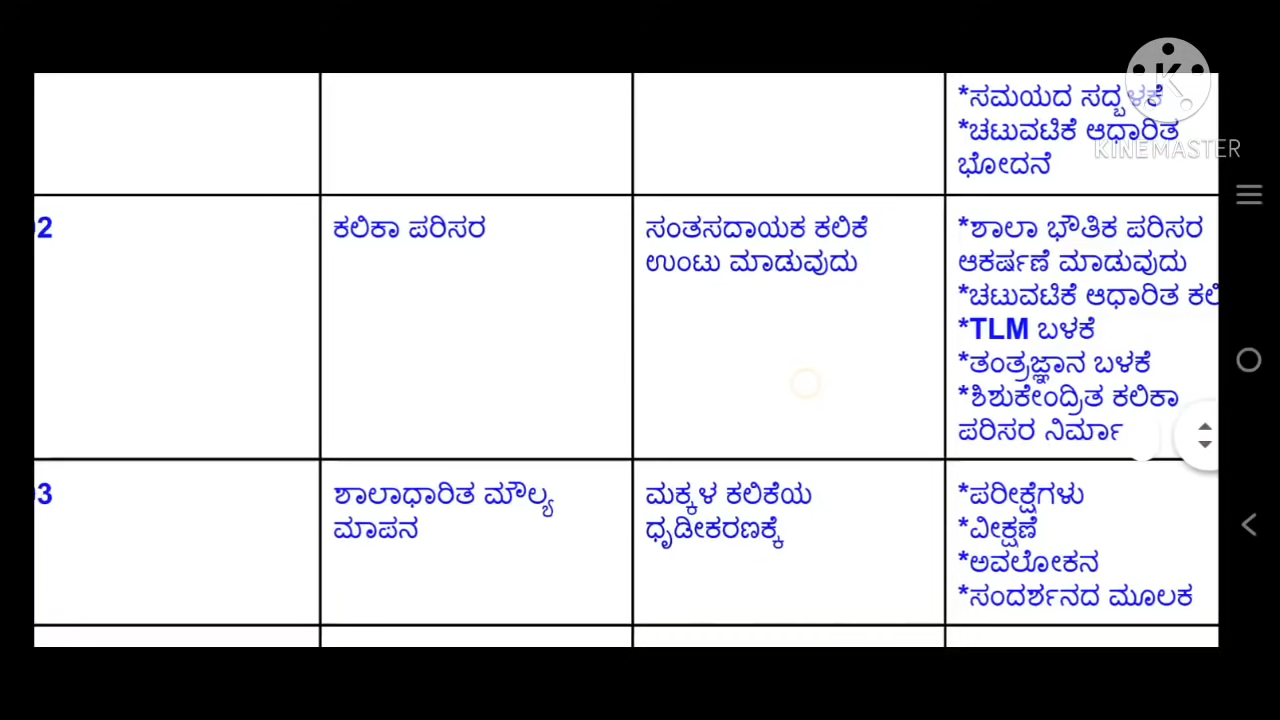 *ಸಮಯದ ಸದ್ಬಳಕೆ
*ಚಟುವಟಿಕೆ ಆಧಾರಿತ
ಭೋದನೆ
KINEMASTER
2
ಕಲಿಕಾ ಪರಿಸರ
ಸಂತಸದಾಯಕ ಕಲಿಕೆ
ಉಂಟು ಮಾಡುವುದು
*ಶಾಲಾ ಭೌತಿಕ ಪರಿಸರ
ಆಕರ್ಷಣೆ ಮಾಡುವುದು
*ಚಟುವಟಿಕೆ ಆಧಾರಿತ ಕಲಿ
*TLM ಬಳಕೆ
*ತಂತ್ರಜ್ಞಾನ ಬಳಕೆ
*ಶಿಶುಕೇಂದ್ರಿತ ಕಲಿಕಾ
ಪರಿಸರ ನಿರ್ಮಾ
3
ಶಾಲಾಧಾರಿತ ಮೌಲ್ಯ
ಮಾಪನ
ಮಕ್ಕಳ ಕಲಿಕೆಯ
ಧೃಡೀಕರಣಕ್ಕೆ
*ಪರೀಕ್ಷೆಗಳು
*ವೀಕ್ಷಣೆ
*ಅವಲೋಕನ
*ಸಂದರ್ಶನದ ಮೂಲಕ